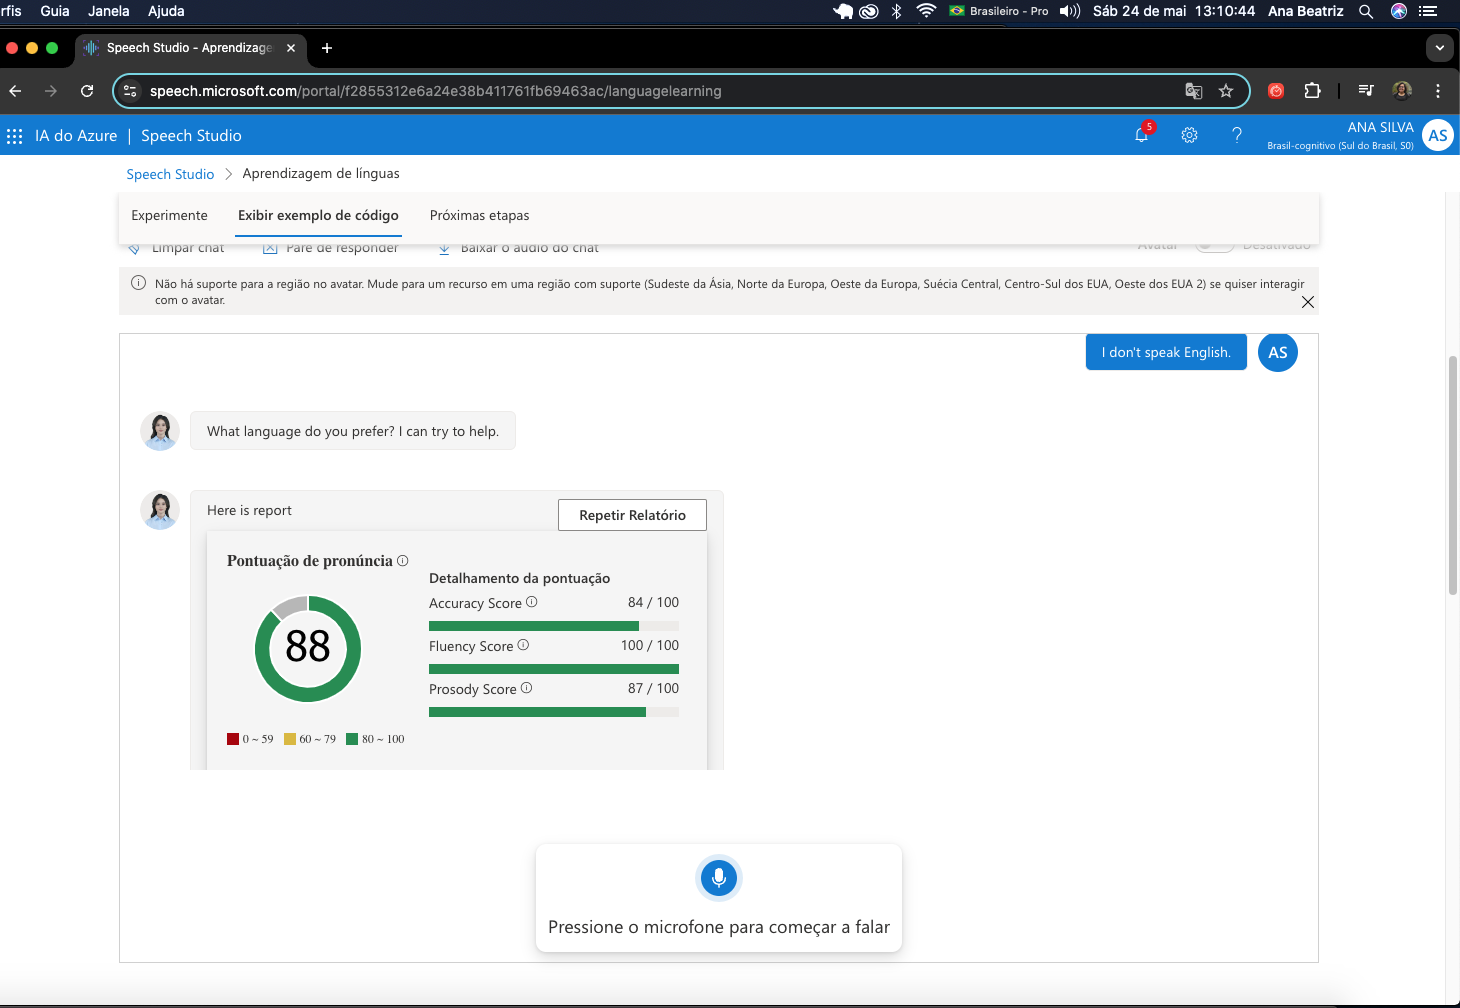 rfis Guia Janela Ajuda Brasileiro - Pro Sáb 24 de mai 13:10:44 Ana Beatriz
Speech Studio - Aprendizage
speech.microsoft.com/portal/f2855312e6a24e38b411761fb69463ac/languagelearning
IA do Azure | Speech Studio
5
ANA SILVA
Brasil-cognitivo (Sul do Brasil, S0)
AS
Speech Studio > Aprendizagem de línguas
Experimente Exibir exemplo de código Próximas etapas
Limpar chat Pare de responder Baixar o áudio do chat Avatar Desativado
Não há suporte para a região no avatar. Mude para um recurso em uma região com suporte (Sudeste da Ásia, Norte da Europa, Oeste da Europa, Suécia Central, Centro-Sul dos EUA, Oeste dos EUA 2) se quiser interagir
com o avatar.
I don't speak English. AS
What language do you prefer? I can try to help.
Here is report Repetir Relatório
Pontuação de pronúncia
88
0 ~ 59 60 ~ 79 80 ~ 100
Detalhamento da pontuação
Accuracy Score 84 / 100
Fluency Score 100 / 100
Prosody Score 87 / 100
Pressione o microfone para começar a falar